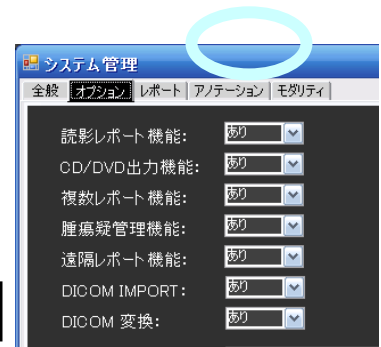 システム管理
全般 オプション レポート アノテーション モダリティ
読影レポート機能: あり
CD/DVD出力機能: あり
複数レポート機能: あり
腫瘍疑管理機能: あり
遠隔レポート機能: あり
DICOM IMPORT: あり
DICOM 変換: あり